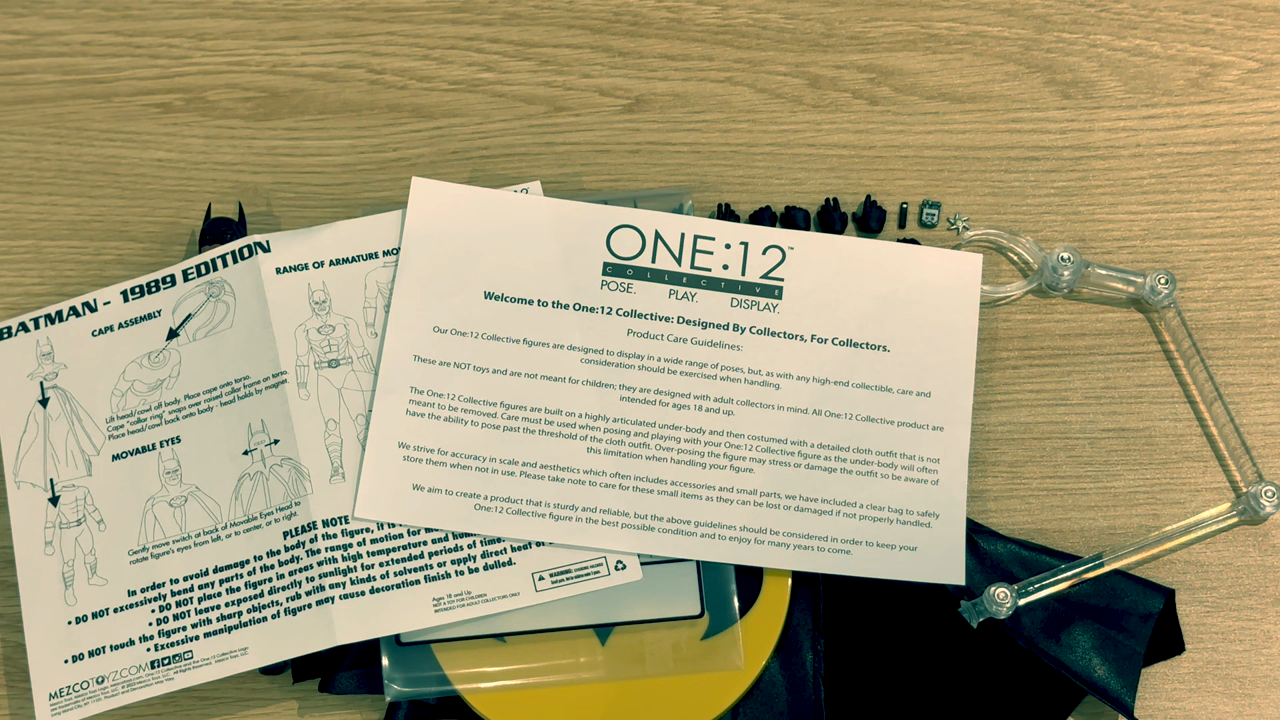 BATMAN - 1989 EDITION
CAPE ASSEMBLY
Lift head/cowl off body. Place cape onto torso.
Cape "collar ring" snaps over raised collar frame on torso.
Place head/cowl back onto body - head holds by magnet.
MOVABLE EYES
Gently move switch at back of Movable Eyes Head to
rotate figure's eyes from left, or to center, or to right.
RANGE OF ARMATURE
PLEASE NOTE
In order to avoid damage to the body of the figure, it is
• DO NOT excessively bend any parts of the body. The range of motion for
• DO NOT place the figure in areas with high temperature and
• DO NOT leave exposed directly to sunlight for extended periods of time
• DO NOT touch the figure with sharp objects, rub with any kinds of solvents or apply direct heat
• Excessive manipulation of figure may cause decoration finish to be dulled.
MEZCOTOYZ.COM
Ages 18 and Up
NOT A TOY FOR CHILDREN
INTENDED FOR ADULT COLLECTORS ONLY
WARNING:
ONE:12™
COLLECTIVE
POSE. PLAY. DISPLAY.
Welcome to the One:12 Collective: Designed By Collectors, For Collectors.
Product Care Guidelines:
Our One:12 Collective figures are designed to display in a wide range of poses, but, as with any high-end collectible, care and
consideration should be exercised when handling.
These are NOT toys and are not meant for children; they are designed with adult collectors in mind. All One:12 Collective product are
intended for ages 18 and up.
The One:12 Collective figures are built on a highly articulated under-body and then costumed with a detailed cloth outfit that is not
meant to be removed. Care must be used when posing and playing with your One:12 Collective figure as the under-body will often
have the ability to pose past the threshold of the cloth outfit. Over-posing the figure may stress or damage the outfit so be aware of
this limitation when handling your figure.
We strive for accuracy in scale and aesthetics which often includes accessories and small parts, we have included a clear bag to safely
store them when not in use. Please take note to care for these small items as they can be lost or damaged if not properly handled.
We aim to create a product that is sturdy and reliable, but the above guidelines should be considered in order to keep your
One:12 Collective figure in the best possible condition and to enjoy for many years to come.